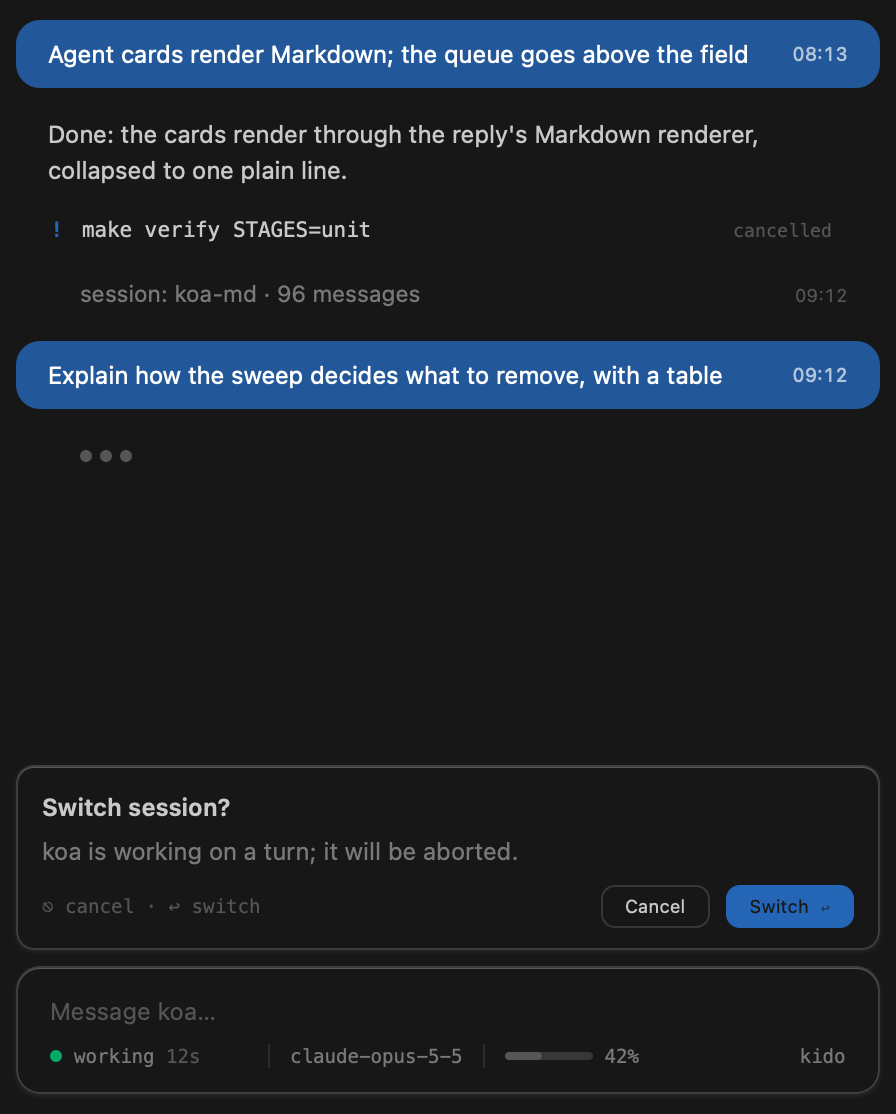 Agent cards render Markdown; the queue goes above the field 08:13
Done: the cards render through the reply's Markdown renderer,
collapsed to one plain line.
! make verify STAGES=unit cancelled
session: koa-md · 96 messages 09:12
Explain how the sweep decides what to remove, with a table 09:12
Switch session?
koa is working on a turn; it will be aborted.
⎋ cancel · ↩ switch Cancel Switch ↩
Message koa...
working 12s claude-opus-5-5 42% kido